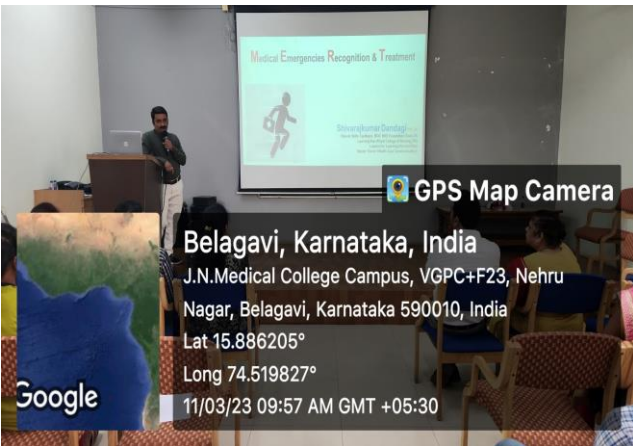 Medical Emergencies Recognition & Treatment
Shivarajkumar Dandagi
GPS Map Camera
Belagavi, Karnataka, India
J.N.Medical College Campus, VGPC+F23, Nehru
Nagar, Belagavi, Karnataka 590010, India
Lat 15.886205°
Long 74.519827°
11/03/23 09:57 AM GMT +05:30
Google